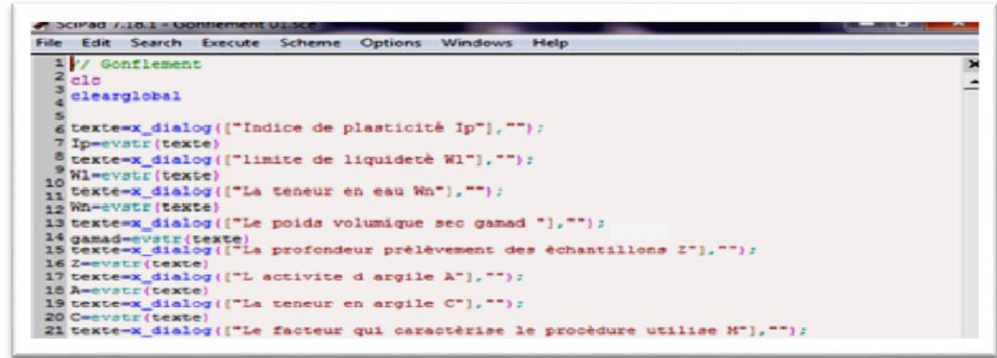 SciPad 7.18.1 - Gonflement 01.sce
File Edit Search Execute Scheme Options Windows Help
1 // Gonflement
2 clc
3
4 clearglobal
5
6 texte=x_dialog(["Indice de plasticité Ip"],"");
7 Ip=evstr(texte)
8 texte=x_dialog(["limite de liquidetè Wl"],"");
9 Wl=evstr(texte)
10
11 texte=x_dialog(["La teneur en eau Wn"],"");
12 Wn=evstr(texte)
13 texte=x_dialog(["Le poids volumique sec gamad "],"");
14 gamad=evstr(texte)
15 texte=x_dialog(["La profondeur prélèvement des échantillons Z"],"");
16 Z=evstr(texte)
17 texte=x_dialog(["L activite d argile A"],"");
18 A=evstr(texte)
19 texte=x_dialog(["La teneur en argile C"],"");
20 C=evstr(texte)
21 texte=x_dialog(["Le facteur qui caractèrise le procèdure utilise M"],"");